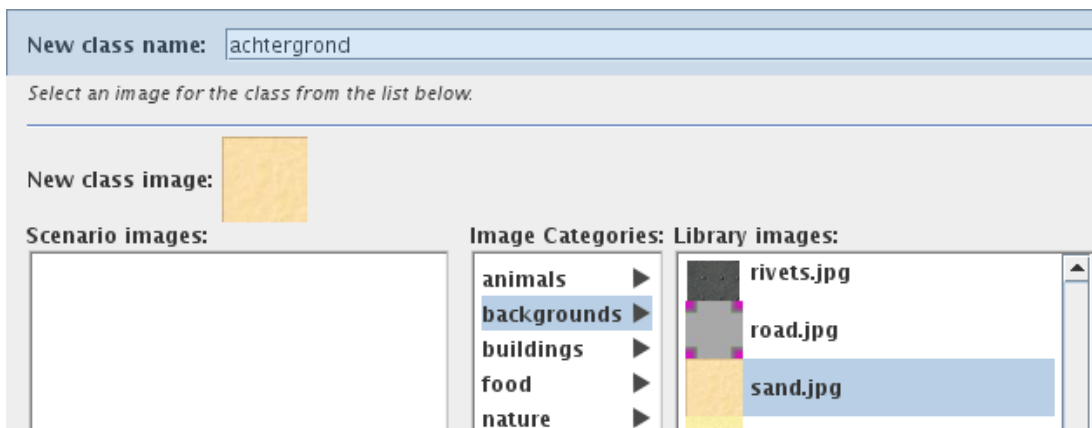 New class name: achtergrond
Select an image for the class from the list below.
New class image:
Scenario images: Image Categories: Library images:
animals
backgrounds
buildings
food
nature
rivets.jpg
road.jpg
sand.jpg